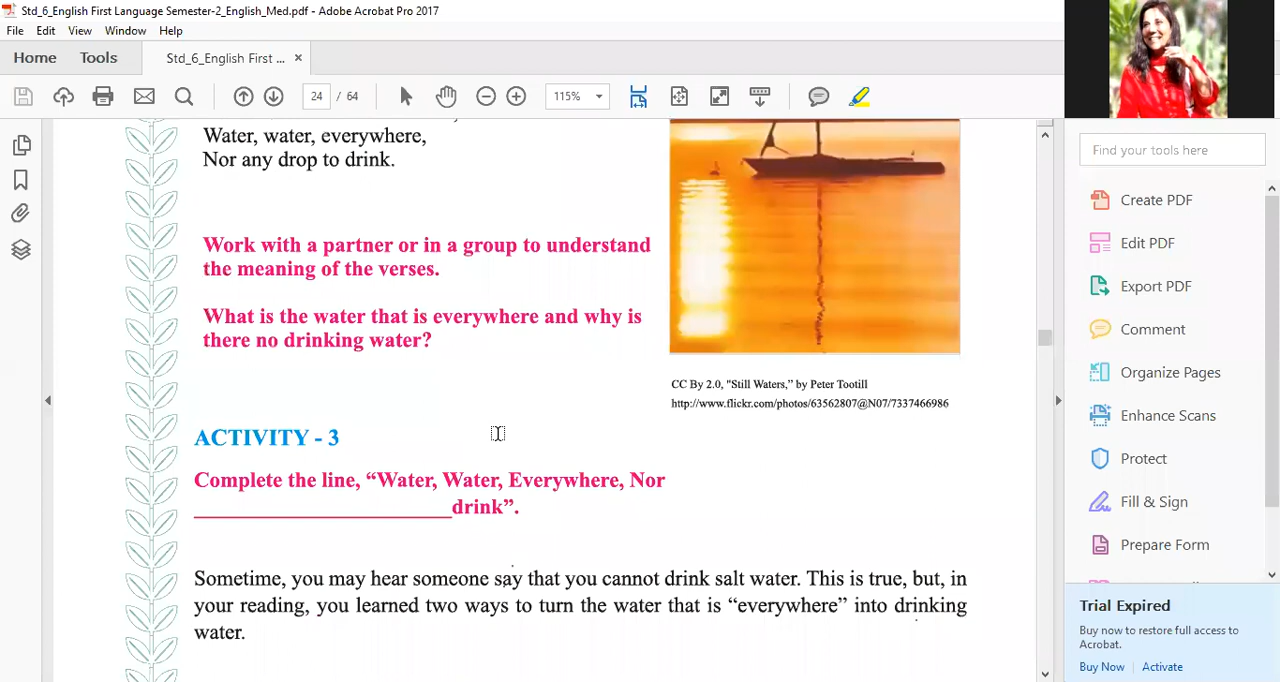 Std_6_English First Language Semester-2_English_Med.pdf - Adobe Acrobat Pro 2017
File Edit View Window Help
Home Tools Std_6_English First ... ×
24 / 64 115%
Water, water, everywhere,
Nor any drop to drink.
Work with a partner or in a group to understand
the meaning of the verses.
What is the water that is everywhere and why is
there no drinking water?
CC By 2.0, "Still Waters,” by Peter Tootill
http://www.flickr.com/photos/63562807@N07/7337466986
ACTIVITY - 3
Complete the line, “Water, Water, Everywhere, Nor
______________________drink”.
Sometime, you may hear someone say that you cannot drink salt water. This is true, but, in
your reading, you learned two ways to turn the water that is “everywhere” into drinking
water.
Find your tools here
Create PDF
Edit PDF
Export PDF
Comment
Organize Pages
Enhance Scans
Protect
Fill & Sign
Prepare Form
Trial Expired
Buy now to restore full access to
Acrobat.
Buy Now Activate